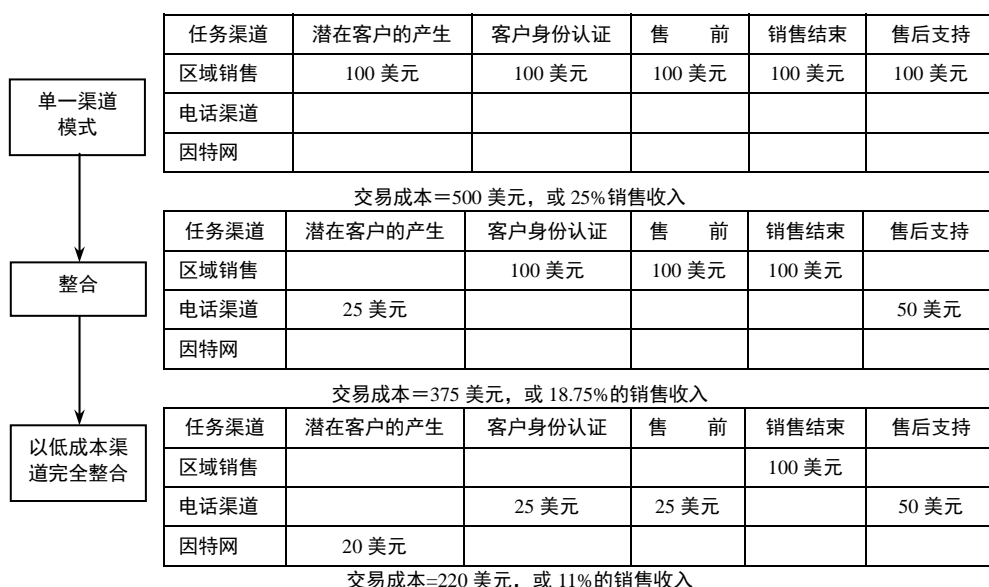 任务渠道 潜在客户的产生 客户身份认证 售 前 销售结束 售后支持
区域销售 100 美元 100 美元 100 美元 100 美元 100 美元
电话渠道
因特网
单一渠道
模式
交易成本＝500 美元，或 25%销售收入
任务渠道 潜在客户的产生 客户身份认证 售 前 销售结束 售后支持
区域销售 100 美元 100 美元 100 美元
电话渠道 25 美元 50 美元
因特网
整合
交易成本＝375 美元，或 18.75%的销售收入
任务渠道 潜在客户的产生 客户身份认证 售 前 销售结束 售后支持
区域销售 100 美元
电话渠道 25 美元 25 美元 50 美元
因特网 20 美元
以低成本渠
道完全整合
交易成本=220 美元，或 11%的销售收入